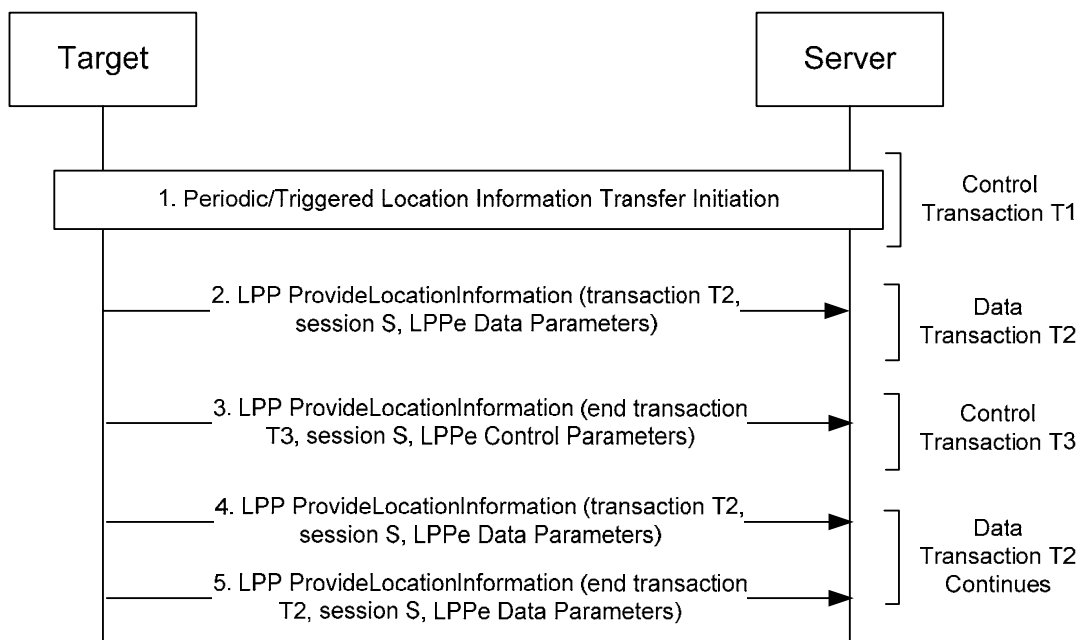 Target
Server
1. Periodic/Triggered Location Information Transfer Initiation
Control
Transaction T1
2. LPP ProvideLocationInformation (transaction T2,
session S, LPPe Data Parameters)
Data
Transaction T2
3. LPP ProvideLocationInformation (end transaction
T3, session S, LPPe Control Parameters)
Control
Transaction T3
4. LPP ProvideLocationInformation (transaction T2,
session S, LPPe Data Parameters)
5. LPP ProvideLocationInformation (end transaction
T2, session S, LPPe Data Parameters)
Data
Transaction T2
Continues